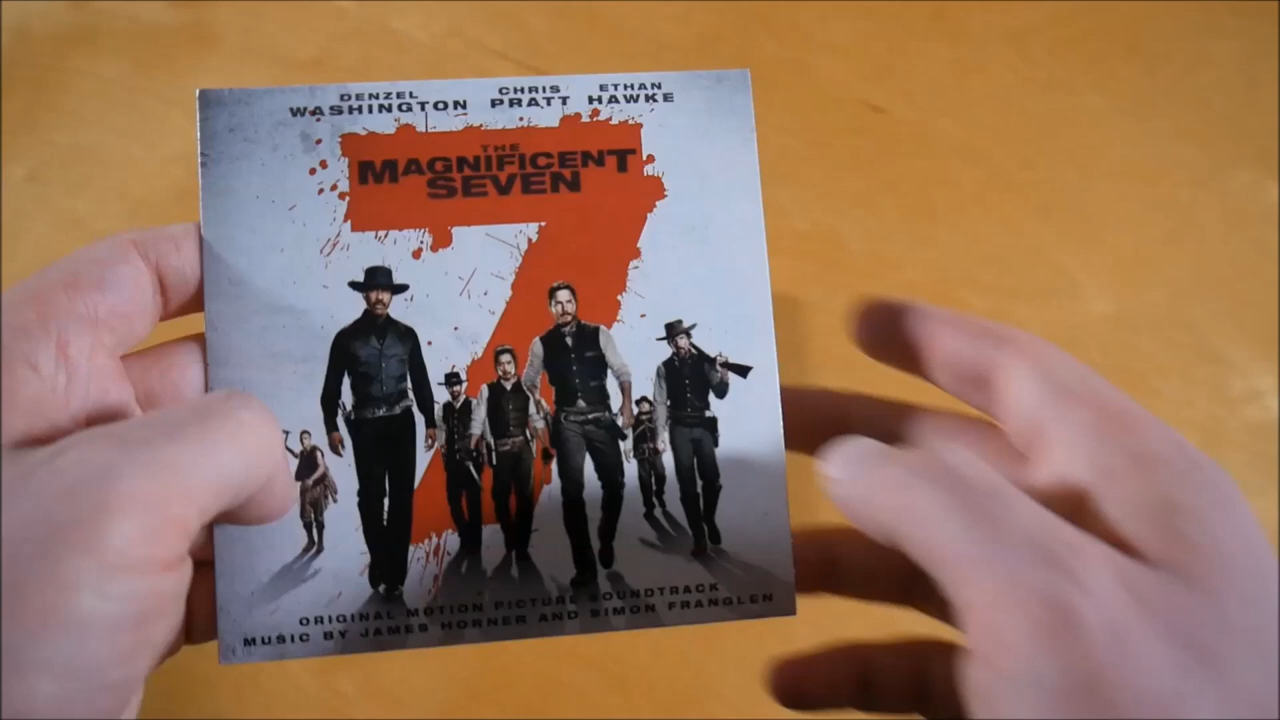 DENZEL WASHINGTON
CHRIS PRATT
ETHAN HAWKE
THE
MAGNIFICENT
SEVEN
ORIGINAL MOTION PICTURE SOUNDTRACK
MUSIC BY JAMES HORNER AND SIMON FRANGLEN